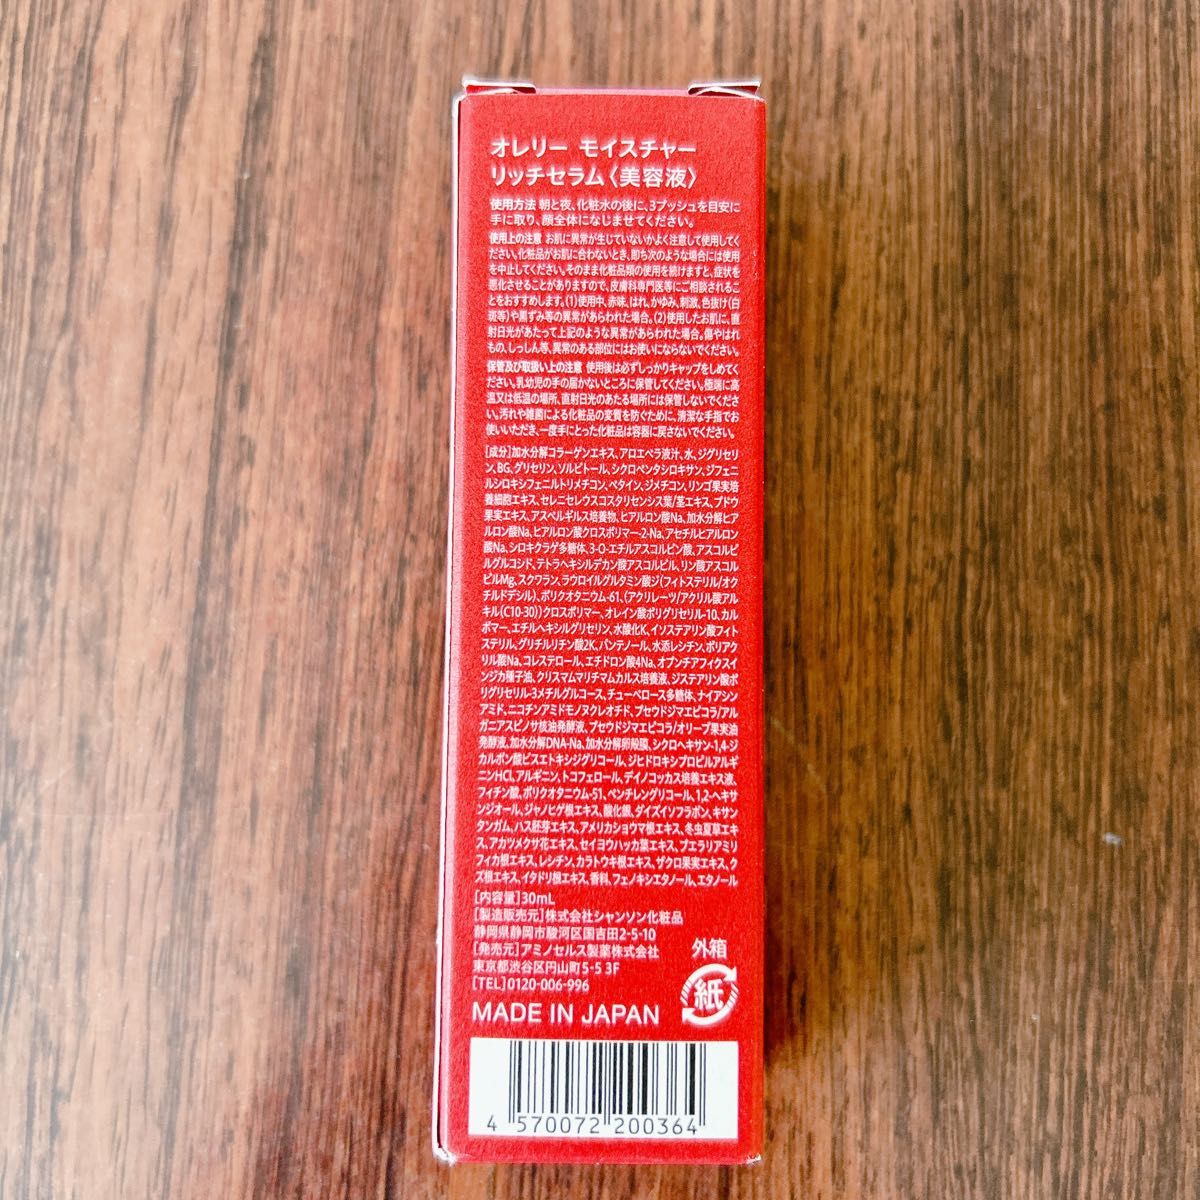 オレリー モイスチャー
リッチセラム〈美容液〉
使用方法 朝と夜、化粧水の後に、3プッシュを目安に
手に取り、顔全体になじませてください。
使用上の注意 お肌に異常が生じていないかよく注意して使用してく
ださい。化粧品がお肌に合わないとき、即ち次のような場合には使用
を中止してください。そのまま化粧品類の使用を続けますと、症状を
悪化させることがありますので、皮膚科専門医等にご相談されるこ
とをおすすめします。(1)使用中、赤味、はれ、かゆみ、刺激、色抜け(白
斑等)や黒ずみ等の異常があらわれた場合。(2)使用したお肌に、直
射日光があたって上記のような異常があらわれた場合。傷やはれ
もの、しっしん等、異常のある部位にはお使いにならないでください。
保管及び取扱い上の注意 使用後は必ずしっかりキャップをしめてく
ださい。乳幼児の手の届かないところに保管してください。極端に高
温又は低温の場所、直射日光のあたる場所には保管しないでくださ
い。汚れや雑菌による化粧品の変質を防ぐために、清潔な手指でお
使いいただき、一度手にとった化粧品は容器に戻さないでください。
[成分]加水分解コラーゲンエキス、アロエベラ液汁、水、ジグリセリ
ン、BG、グリセリン、ソルビトール、シクロペンタシロキサン、ジフェニ
ルシロキシフェニルトリメチコン、ベタイン、ジメチコン、リンゴ果実培
養細胞エキス、セレニセレウスコスタリセンシス葉/茎エキス、ブドウ
果実エキス、アスペルギルス培養物、ヒアルロン酸Na、加水分解ヒア
ルロン酸Na、ヒアルロン酸クロスポリマー-2-Na、アセチルヒアルロン
酸Na、シロキクラゲ多糖体、3-O-エチルアスコルビン酸、アスコルビ
ルグルコシド、テトラヘキシルデカン酸アスコルビル、リン酸アスコル
ビルMg、スクワラン、ラウロイルグルタミン酸ジ(フィトステリル/オク
チルドデシル)、ポリクオタニウム-61、(アクリレーツ/アクリル酸アル
キル(C10-30))クロスポリマー、オレイン酸ポリグリセリル-10、カル
ボマー、エチルヘキシルグリセリン、水酸化K、イソステアリン酸フィト
ステリル、グリチルリチン酸2K、パンテノール、水添レシチン、ポリアク
リル酸Na、コレステロール、エチドロン酸4Na、オプンチアフィクスイ
ンジカ種子油、クリスマムマリチマムカルス培養液、ジステアリン酸ポ
リグリセリル-3メチルグルコース、チューベロース多糖体、ナイアシン
アミド、ニコチンアミドモノヌクレオチド、プセウドジマエピコラ/アル
ガニアスピノサ核油発酵液、プセウドジマエピコラ/オリーブ果実油
発酵液、加水分解DNA-Na、加水分解卵殻膜、シクロヘキサン-1,4-ジ
カルボン酸ビスエトキシジグリコール、ジヒドロキシプロピルアルギ
ニンHCl、アルギニン、トコフェロール、デイノコッカス培養エキス液、
フィチン酸、ポリクオタニウム-51、ペンチレングリコール、1,2-ヘキサ
ンジオール、ジャノヒゲ根エキス、酸化銀、ダイズイソフラボン、キサン
タンガム、ハス胚芽エキス、アメリカショウマ根エキス、冬虫夏草エキ
ス、アカツメクサ花エキス、セイヨウハッカ葉エキス、プエラリアミリ
フィカ根エキス、レシチン、カラトウキ根エキス、ザクロ果実エキス、ク
ズ根エキス、イタドリ根エキス、香料、フェノキシエタノール、エタノール
[内容量]30mL
[製造販売元]株式会社シャンソン化粧品
静岡県静岡市駿河区国吉田2-5-10
[発売元]アミノセルス製薬株式会社
東京都渋谷区円山町5-5 3F
[TEL]0120-006-996
外箱
紙
MADE IN JAPAN
4 570072 200364